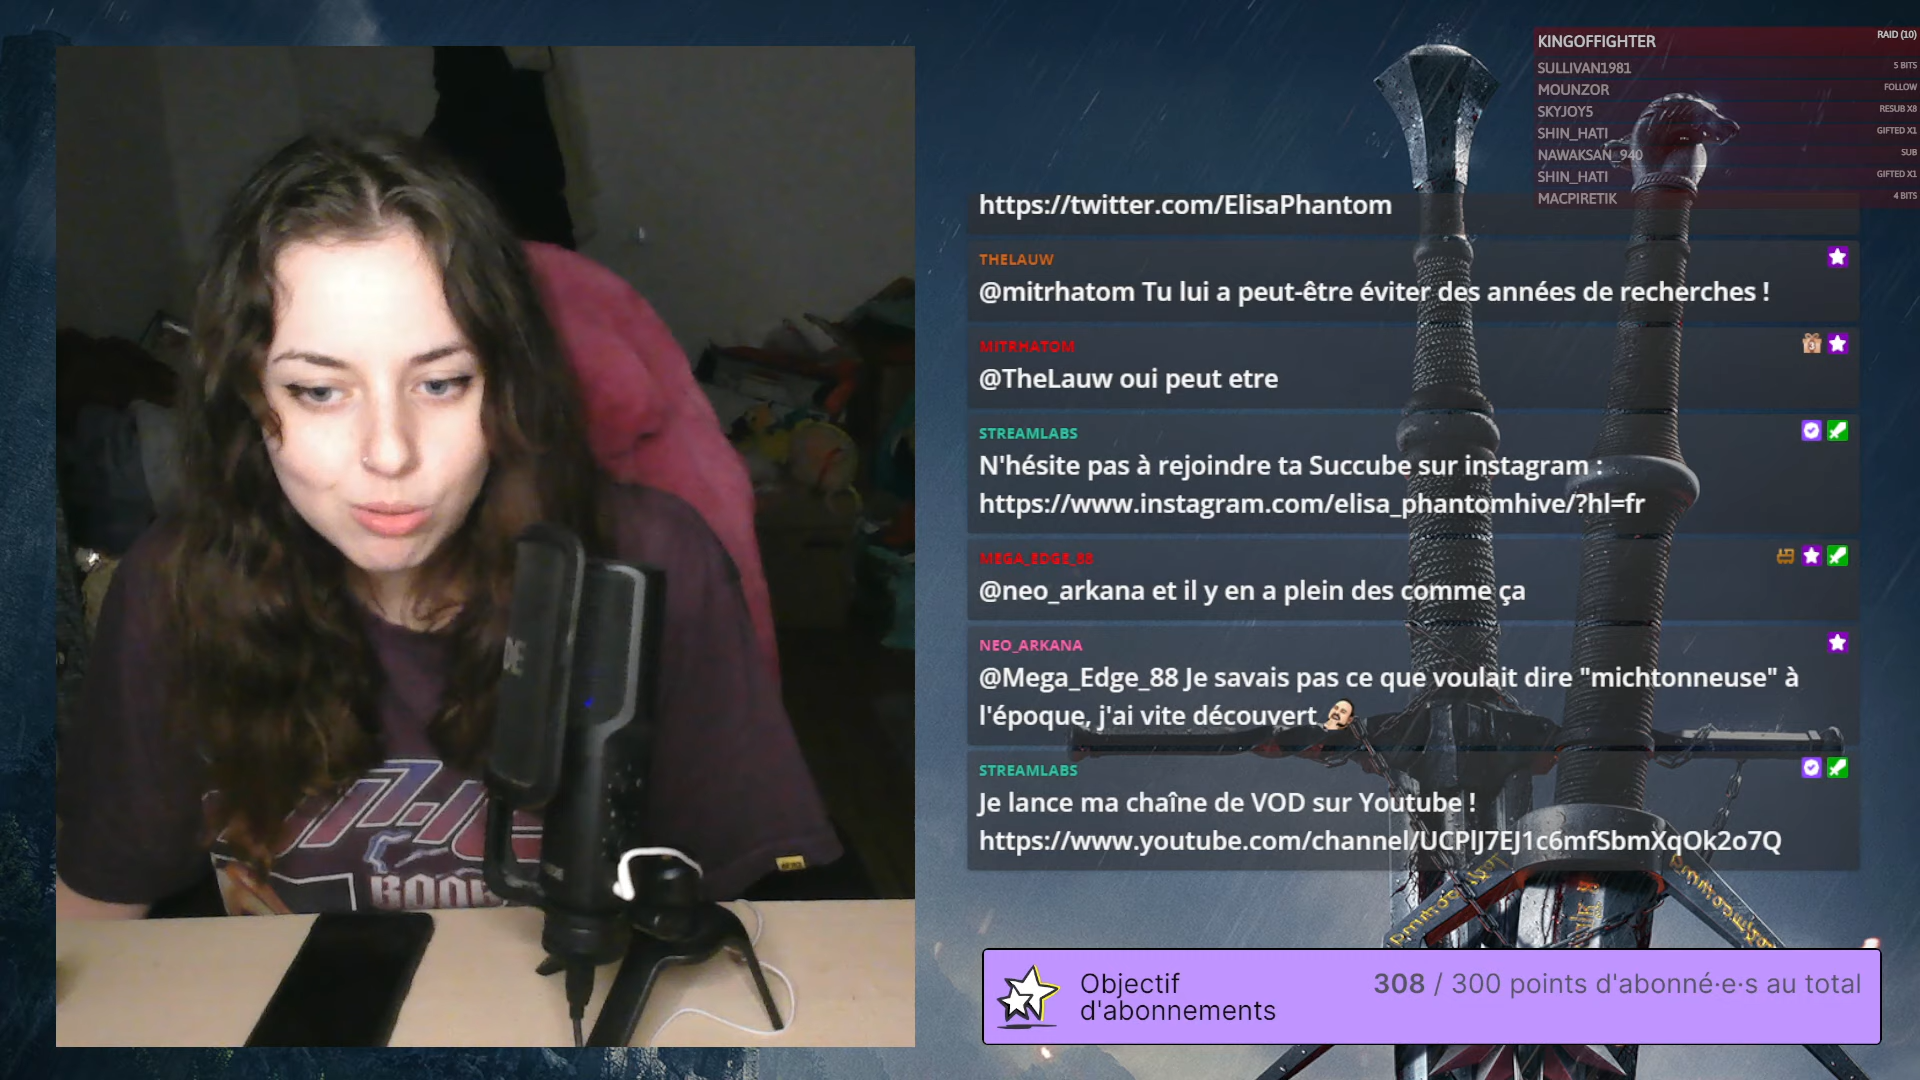 KINGOFFIGHTER RAID (10)
SULLIVAN1981 5 BITS
MOUNZOR FOLLOW
SKYJOY5 RESUB X8
SHIN_HATI GIFTED X1
NAWAKSAN_940 SUB
SHIN_HATI GIFTED X1
MACPIRETIK 4 BITS
https://twitter.com/ElisaPhantom
THELAUW
@mitrhatom Tu lui a peut-être éviter des années de recherches !
MITRHATOM
@TheLauw oui peut etre
STREAMLABS
N'hésite pas à rejoindre ta Succube sur instagram :
https://www.instagram.com/elisa_phantomhive/?hl=fr
MEGA_EDGE_88
@neo_arkana et il y en a plein des comme ça
NEO_ARKANA
@Mega_Edge_88 Je savais pas ce que voulait dire "michtonneuse" à
l'époque, j'ai vite découvert
STREAMLABS
Je lance ma chaîne de VOD sur Youtube !
https://www.youtube.com/channel/UCPlJ7EJ1c6mfSbmXqOk2o7Q
Objectif
d'abonnements
308 / 300 points d'abonné·e·s au total